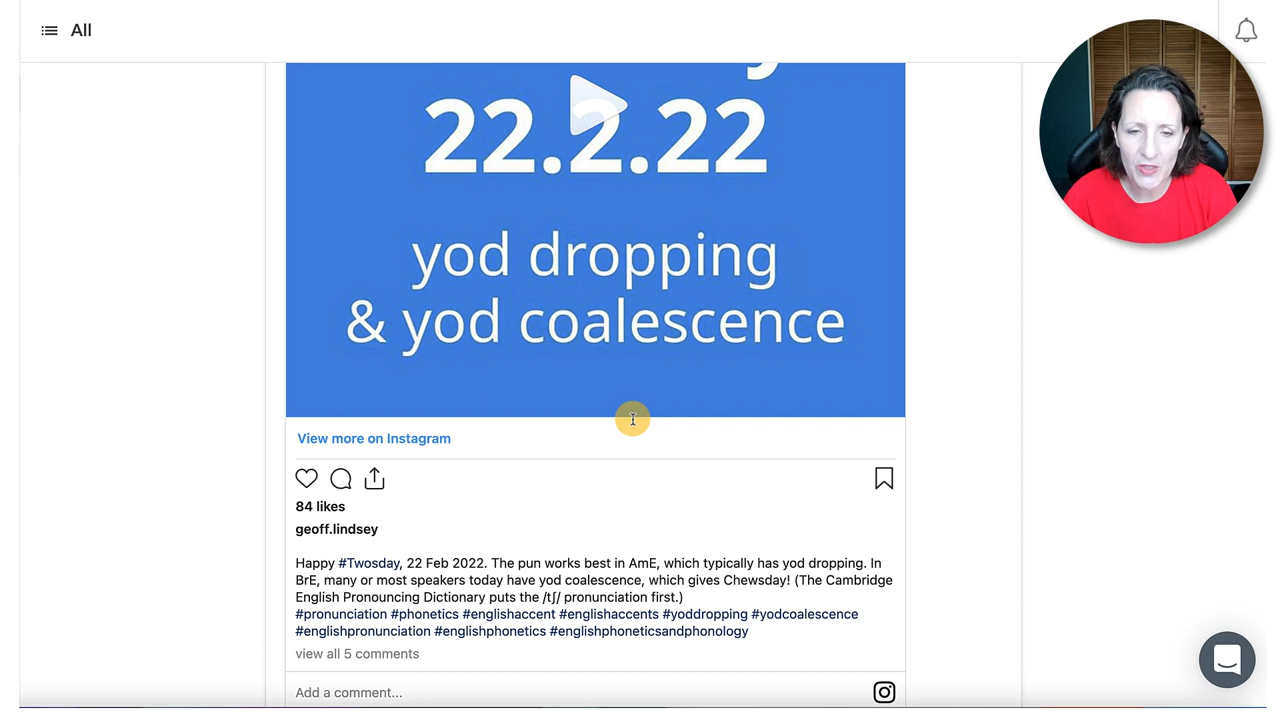 All
22.2.22
yod dropping
& yod coalescence
View more on Instagram
84 likes
geoff.lindsey
Happy #Twosday, 22 Feb 2022. The pun works best in AmE, which typically has yod dropping. In
BrE, many or most speakers today have yod coalescence, which gives Chewsday! (The Cambridge
English Pronouncing Dictionary puts the /tʃ/ pronunciation first.)
#pronunciation #phonetics #englishaccent #englishaccents #yoddropping #yodcoalescence
#englishpronunciation #englishphonetics #englishphoneticsandphonology
view all 5 comments
Add a comment...